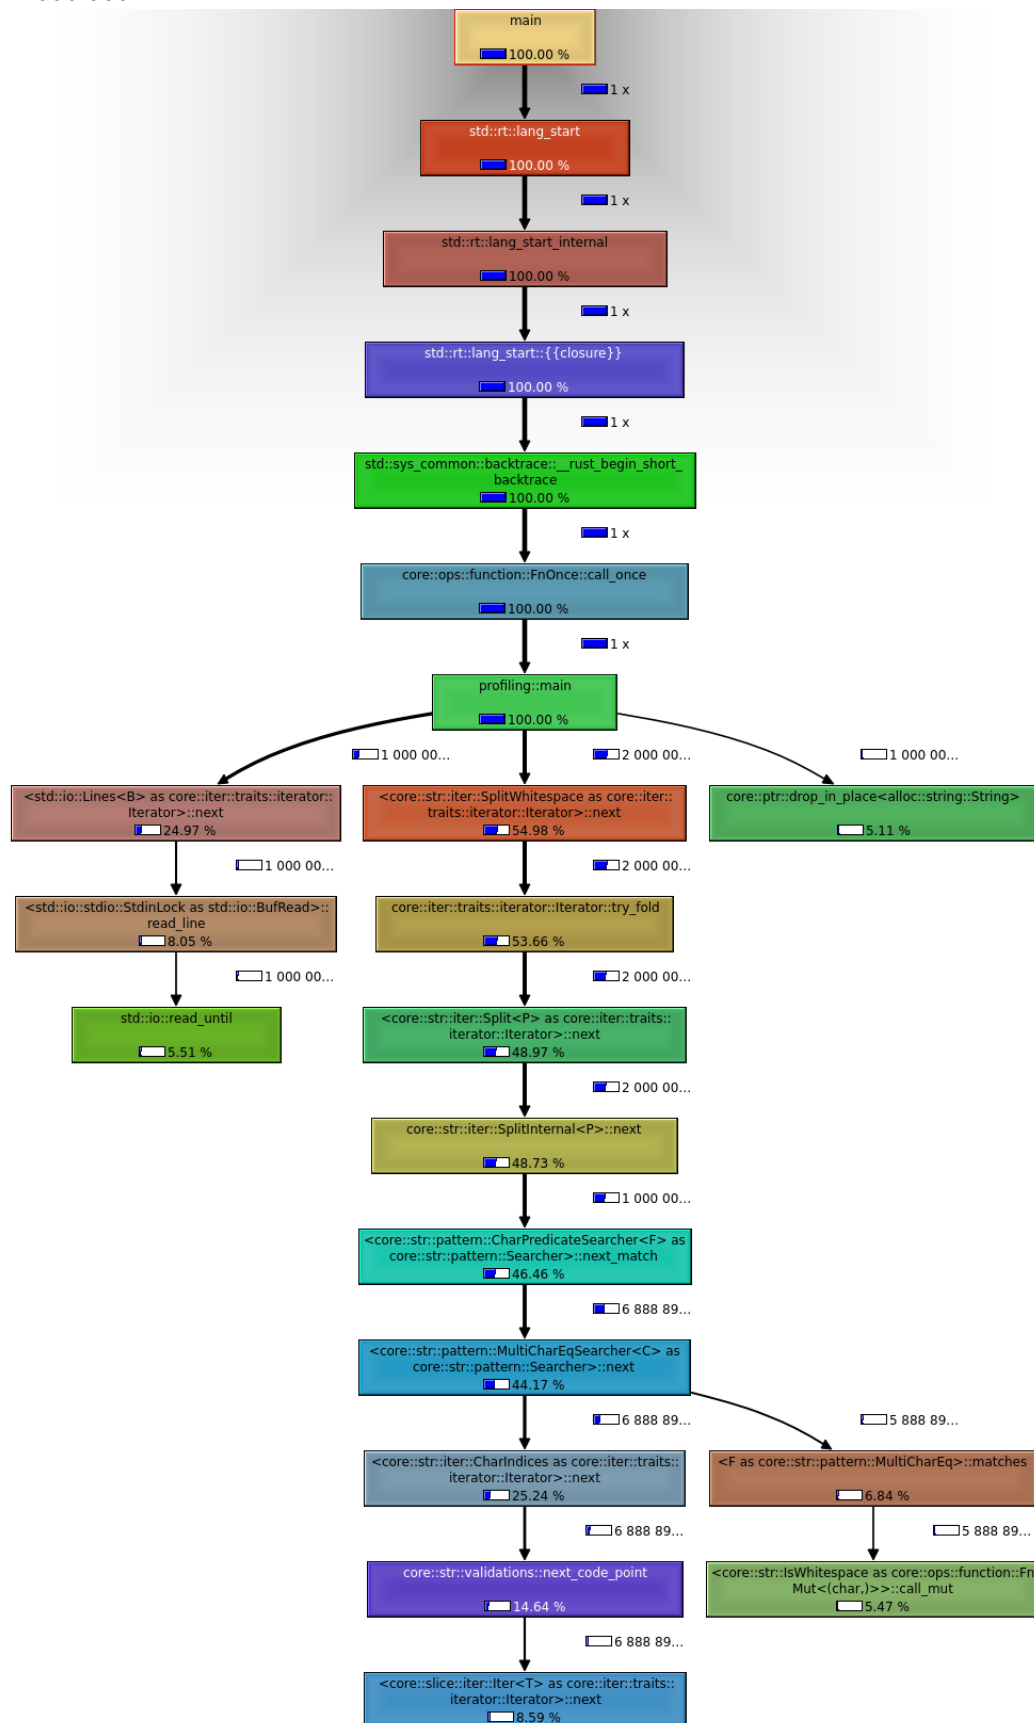 main
100.00 %
1 x
std::rt::lang_start
100.00 %
1 x
std::rt::lang_start_internal
100.00 %
1 x
std::rt::lang_start::{{closure}}
100.00 %
1 x
std::sys_common::backtrace::__rust_begin_short_
backtrace
100.00 %
1 x
core::ops::function::FnOnce::call_once
100.00 %
1 x
profiling::main
100.00 %
1 000 00...
2 000 00...
1 000 00...
<std::io::Lines<B> as core::iter::traits::iterator::
Iterator>::next
24.97 %
<core::str::iter::SplitWhitespace as core::iter::
traits::iterator::Iterator>::next
54.98 %
core::ptr::drop_in_place<alloc::string::String>
5.11 %
1 000 00...
2 000 00...
<std::io::stdio::StdinLock as std::io::BufRead>::
read_line
8.05 %
core::iter::traits::iterator::Iterator::try_fold
53.66 %
1 000 00...
2 000 00...
std::io::read_until
5.51 %
<core::str::iter::Split<P> as core::iter::traits::
iterator::Iterator>::next
48.97 %
2 000 00...
core::str::iter::SplitInternal<P>::next
48.73 %
1 000 00...
<core::str::pattern::CharPredicateSearcher<F> as
core::str::pattern::Searcher>::next_match
46.46 %
6 888 89...
<core::str::pattern::MultiCharEqSearcher<C> as
core::str::pattern::Searcher>::next
44.17 %
6 888 89...
5 888 89...
<core::str::iter::CharIndices as core::iter::traits::
iterator::Iterator>::next
25.24 %
<F as core::str::pattern::MultiCharEq>::matches
6.84 %
6 888 89...
5 888 89...
core::str::validations::next_code_point
14.64 %
<core::str::IsWhitespace as core::ops::function::Fn
Mut<(char,)>>::call_mut
5.47 %
6 888 89...
<core::slice::iter::Iter<T> as core::iter::traits::
iterator::Iterator>::next
8.59 %